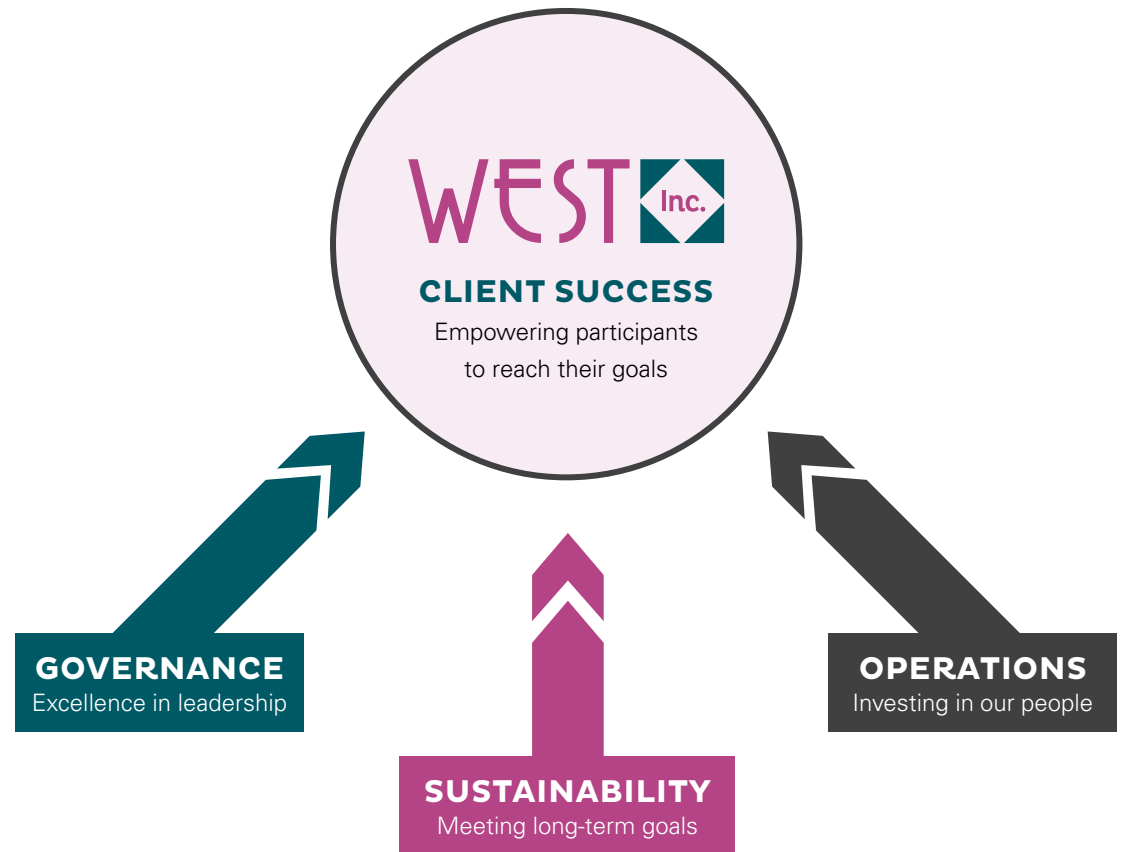 WEST Inc.
CLIENT SUCCESS
Empowering participants
to reach their goals
GOVERNANCE
Excellence in leadership
OPERATIONS
Investing in our people
SUSTAINABILITY
Meeting long-term goals